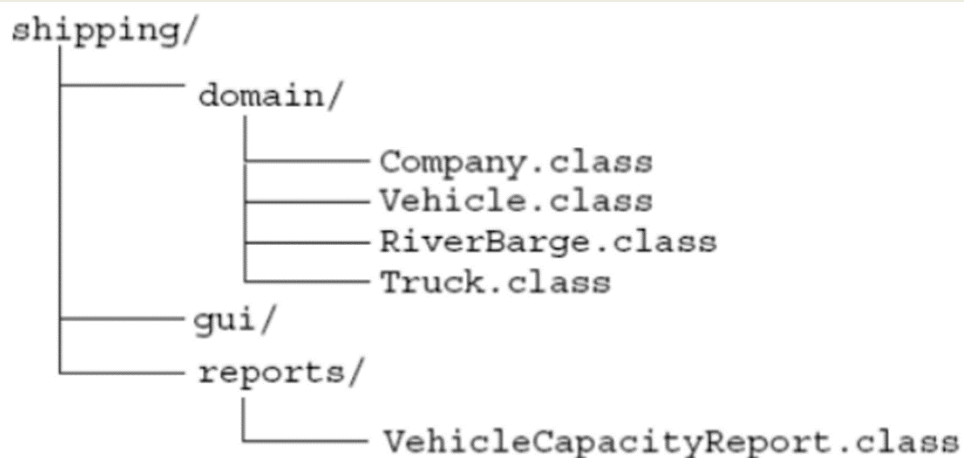 shipping/
domain/
Company.class
Vehicle.class
RiverBarge.class
Truck.class
gui/
reports/
VehicleCapacityReport.class